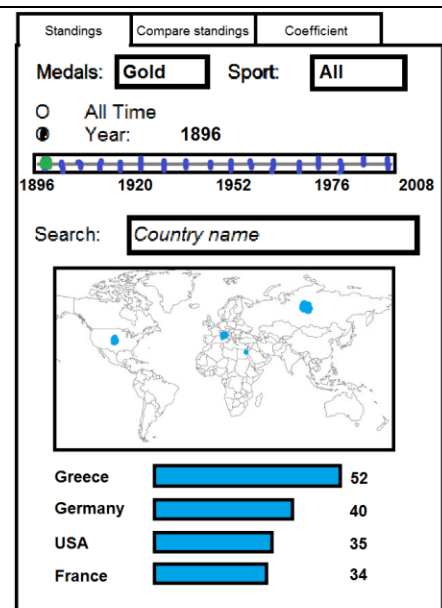 Standings Compare standings Coefficient
Medals: Gold Sport: All
All Time
Year: 1896
1896 1920 1952 1976 2008
Search: Country name
Greece 52
Germany 40
USA 35
France 34